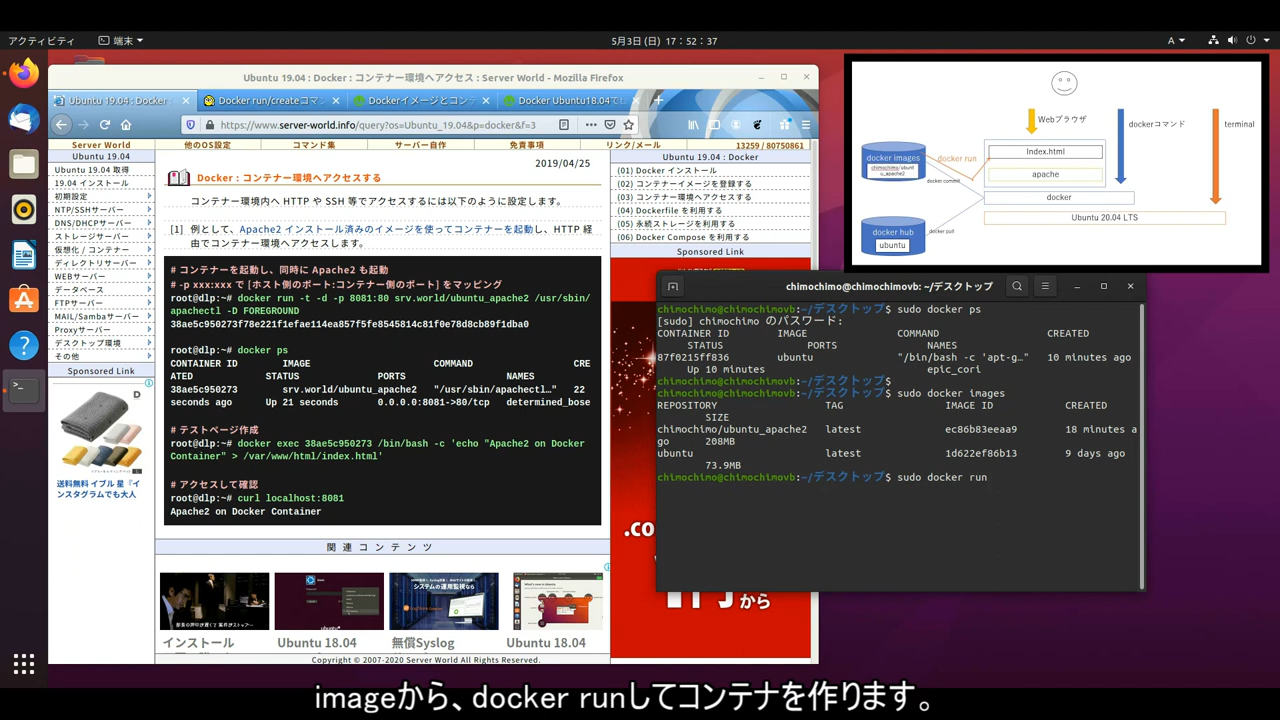 アクティビティ
端末
5月3日 (日) 17：52：37
A
Ubuntu 19.04 : Docker : コンテナー環境へアクセス : Server World - Mozilla Firefox
Ubuntu 19.04 : Docker
Docker run/createコマン
Dockerイメージとコンテ
Docker Ubuntu18.04でD
https://www.server-world.info/query?os=Ubuntu_19.04&p=docker&f=3
Server World
他のOS設定
コマンド集
サーバー自作
免責事項
リンク/メール
13259 / 80750861
Ubuntu 19.04
Ubuntu 19.04 取得
19.04 インストール
初期設定
NTP/SSHサーバー
DNS/DHCPサーバー
ストレージサーバー
仮想化 / コンテナー
ディレクトリサーバー
WEBサーバー
データベース
FTPサーバー
MAIL/Sambaサーバー
Proxyサーバー
デスクトップ環境
その他
Sponsored Link
送料無料 イブル 星『イ
ンスタグラムでも大人
2019/04/25
Docker : コンテナー環境へアクセスする
コンテナー環境内へ HTTP や SSH 等でアクセスするには以下のように設定します。
[1] 例として、Apache2 インストール済みのイメージを使ってコンテナーを起動し、HTTP 経
由でコンテナー環境へアクセスします。
# コンテナーを起動し、同時に Apache2 も起動
# -p xxx:xxx で [ホスト側のポート:コンテナー側のポート] をマッピング
root@dlp:~# docker run -t -d -p 8081:80 srv.world/ubuntu_apache2 /usr/sbin/
apachectl -D FOREGROUND
38ae5c950273f78e221f1efae114ea857f5fe8545814c81f0e78d8cb89f1dba0
root@dlp:~# docker ps
CONTAINER ID IMAGE COMMAND CRE
ATED STATUS PORTS NAMES
38ae5c950273 srv.world/ubuntu_apache2 "/usr/sbin/apachectl…" 22
seconds ago Up 21 seconds 0.0.0.0:8081->80/tcp determined_bose
# テストページ作成
root@dlp:~# docker exec 38ae5c950273 /bin/bash -c 'echo "Apache2 on Docker
Container" > /var/www/html/index.html'
# アクセスして確認
root@dlp:~# curl localhost:8081
Apache2 on Docker Container
関 連 コ ン テ ン ツ
インストール
Ubuntu 18.04
無償Syslog
Ubuntu 18.04
Copyright © 2007-2020 Server World All Rights Reserved.
Ubuntu 19.04 : Docker
(01) Docker インストール
(02) コンテナーイメージを登録する
(03) コンテナー環境へアクセスする
(04) Dockerfile を利用する
(05) 永続ストレージを利用する
(06) Docker Compose を利用する
Sponsored Link
.co
から
Webブラウザ
dockerコマンド
terminal
docker images
chimochimo/ubunt
u_apache2
docker run
docker commit
Index.html
apache
docker
Ubuntu 20.04 LTS
docker hub
ubuntu
docker pull
chimochimo@chimochimovb: ~/デスクトップ
chimochimo@chimochimovb:~/デスクトップ$ sudo docker ps
[sudo] chimochimo のパスワード:
CONTAINER ID IMAGE COMMAND CREATED
STATUS PORTS NAMES
87f0215ff836 ubuntu "/bin/bash -c 'apt-g…" 10 minutes ago
Up 10 minutes epic_cori
chimochimo@chimochimovb:~/デスクトップ$
chimochimo@chimochimovb:~/デスクトップ$ sudo docker images
REPOSITORY TAG IMAGE ID CREATED
SIZE
chimochimo/ubuntu_apache2 latest ec86b83eeaa9 18 minutes a
go 208MB
ubuntu latest 1d622ef86b13 9 days ago
73.9MB
chimochimo@chimochimovb:~/デスクトップ$ sudo docker run
imageから、docker runしてコンテナを作ります。